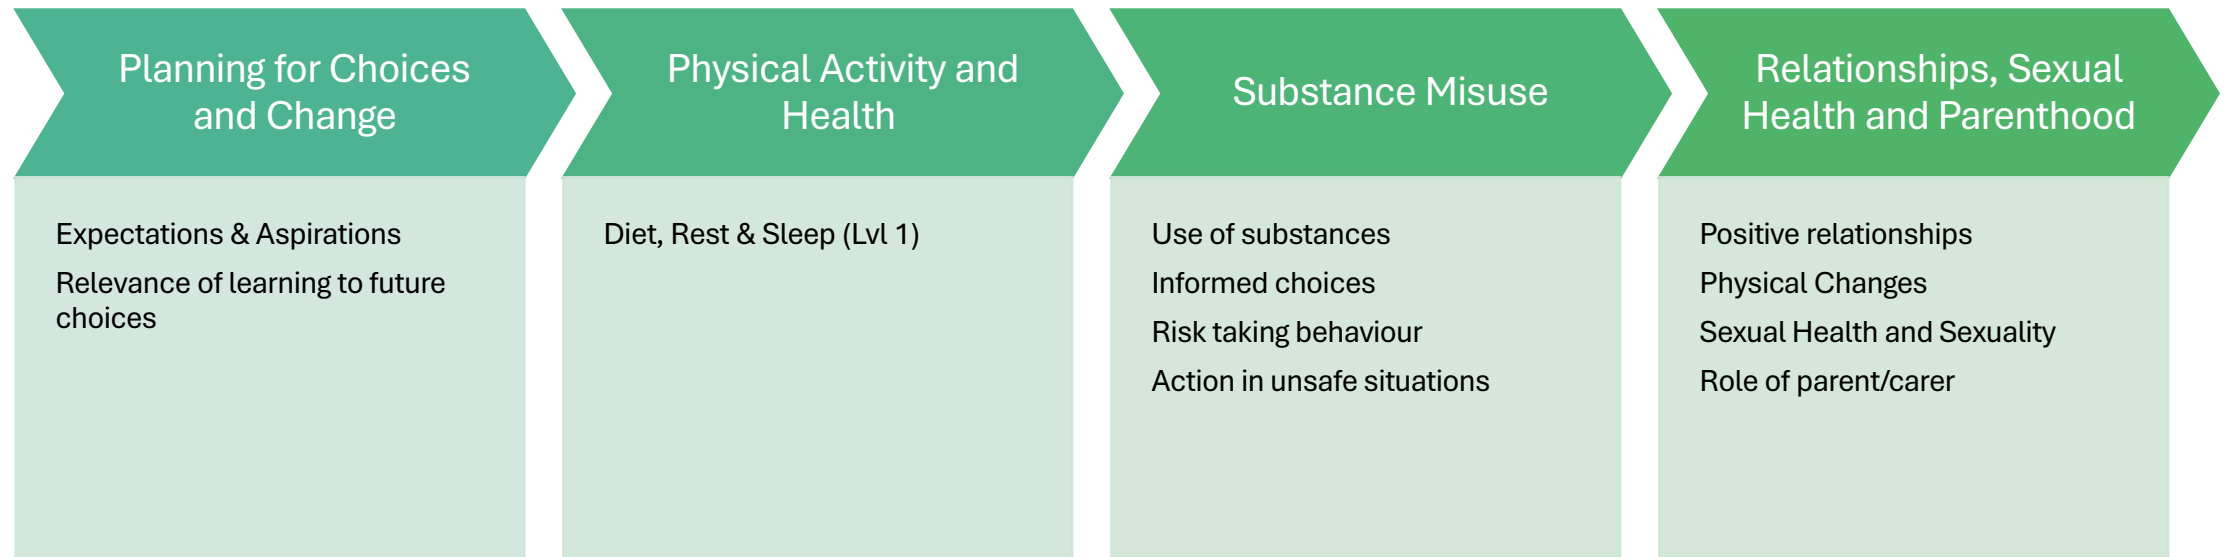 Planning for Choices
and Change
Expectations & Aspirations
Relevance of learning to future
choices
Physical Activity and
Health
Diet, Rest & Sleep (Lvl 1)
Substance Misuse
Use of substances
Informed choices
Risk taking behaviour
Action in unsafe situations
Relationships, Sexual
Health and Parenthood
Positive relationships
Physical Changes
Sexual Health and Sexuality
Role of parent/carer